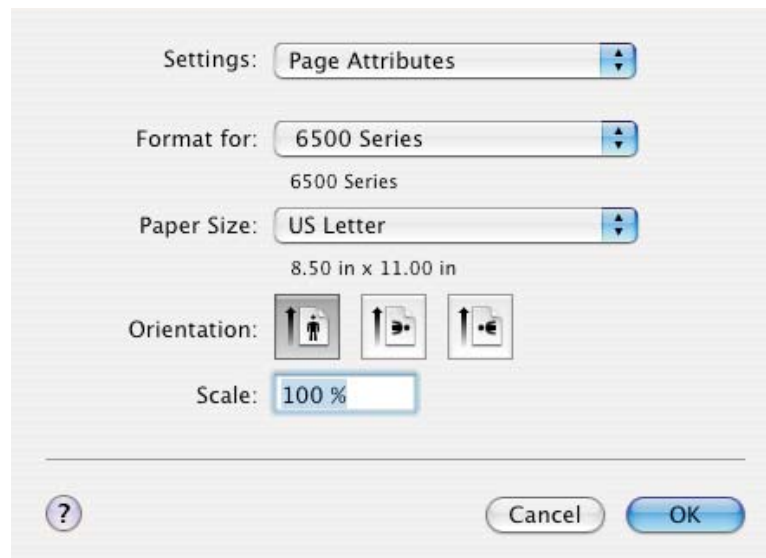 Settings: Page Attributes
Format for: 6500 Series
6500 Series
Paper Size: US Letter
8.50 in x 11.00 in
Orientation:
Scale: 100 %
? Cancel OK